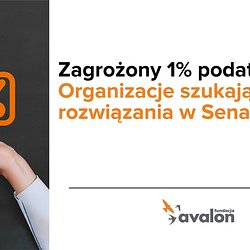 Zagrożony 1% podat
Organizacje szukają
rozwiązania w Sena
fundacja
avalon